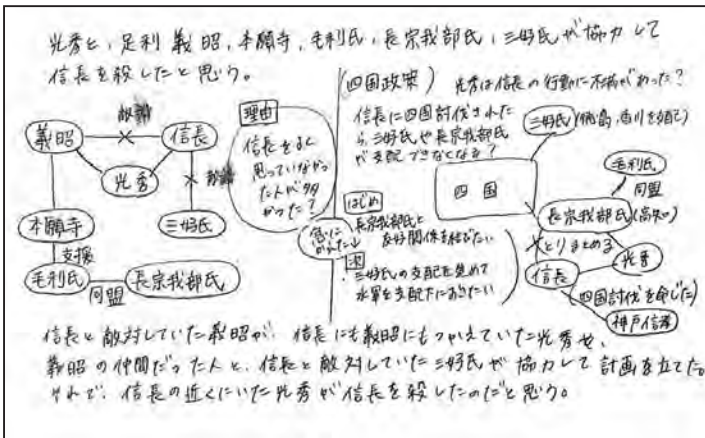 光秀と、足利義昭、本願寺、毛利氏、長宗我部氏、三好氏が協力して
信長を殺したと思う。
義昭
敵対
信長
光秀
敵対
三好氏
本願寺
支援
毛利氏
同盟
長宗我部氏
理由
信長をよく
思っていなかっ
た人が多
かった?
(四国政策)
光秀は信長の行動に不満があった?
信長に四国討伐された
ら、三好氏や長宗我部氏
が支配できなくなる?
三好氏(徳島、香川を支配)
四国
毛利氏
同盟
長宗我部氏(高知)
とりまとめる
光秀
信長
四国討伐を命じた)
神戸信孝
はじめ
長宗我部氏と
友好関係を結びたい
急に
かわった↓
次
・三好氏の支配を認めて
水軍を支配下におきたい
信長と敵対していた義昭が、信長にも義昭にもつかえていた光秀や、
義昭の仲間だった人と、信長と敵対していた三好氏が協力して計画を立てた。
それで、信長の近くにいた光秀が信長を殺したのだと思う。